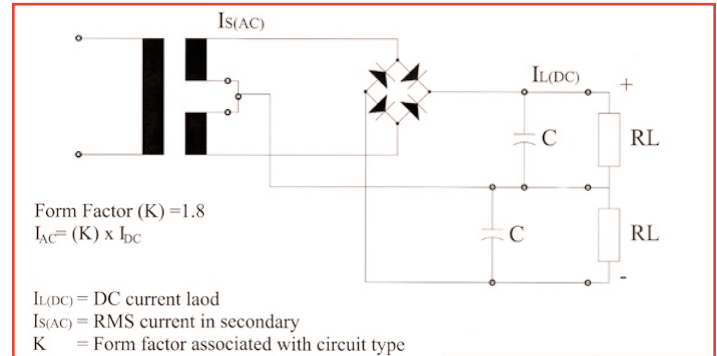 IS(AC)
IL(DC)
+
C
RL
Form Factor (K) =1.8
IAC= (K) x IDC
C
RL
-
IL(DC) = DC current laod
IS(AC) = RMS current in secondary
K = Form factor associated with circuit type